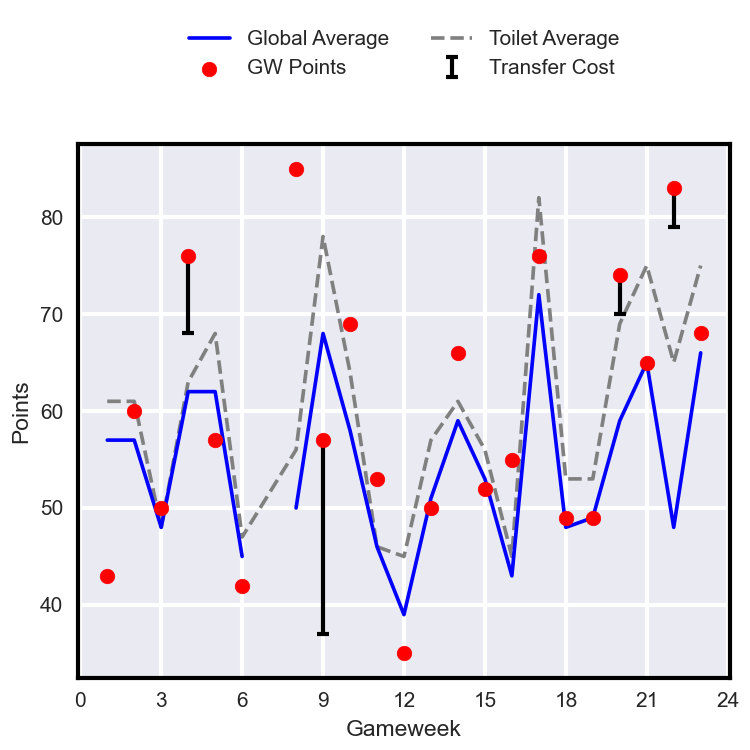 Global Average Toilet Average
GW Points Transfer Cost
80
70
60
50
40
Points
0 3 6 9 12 15 18 21 24
Gameweek